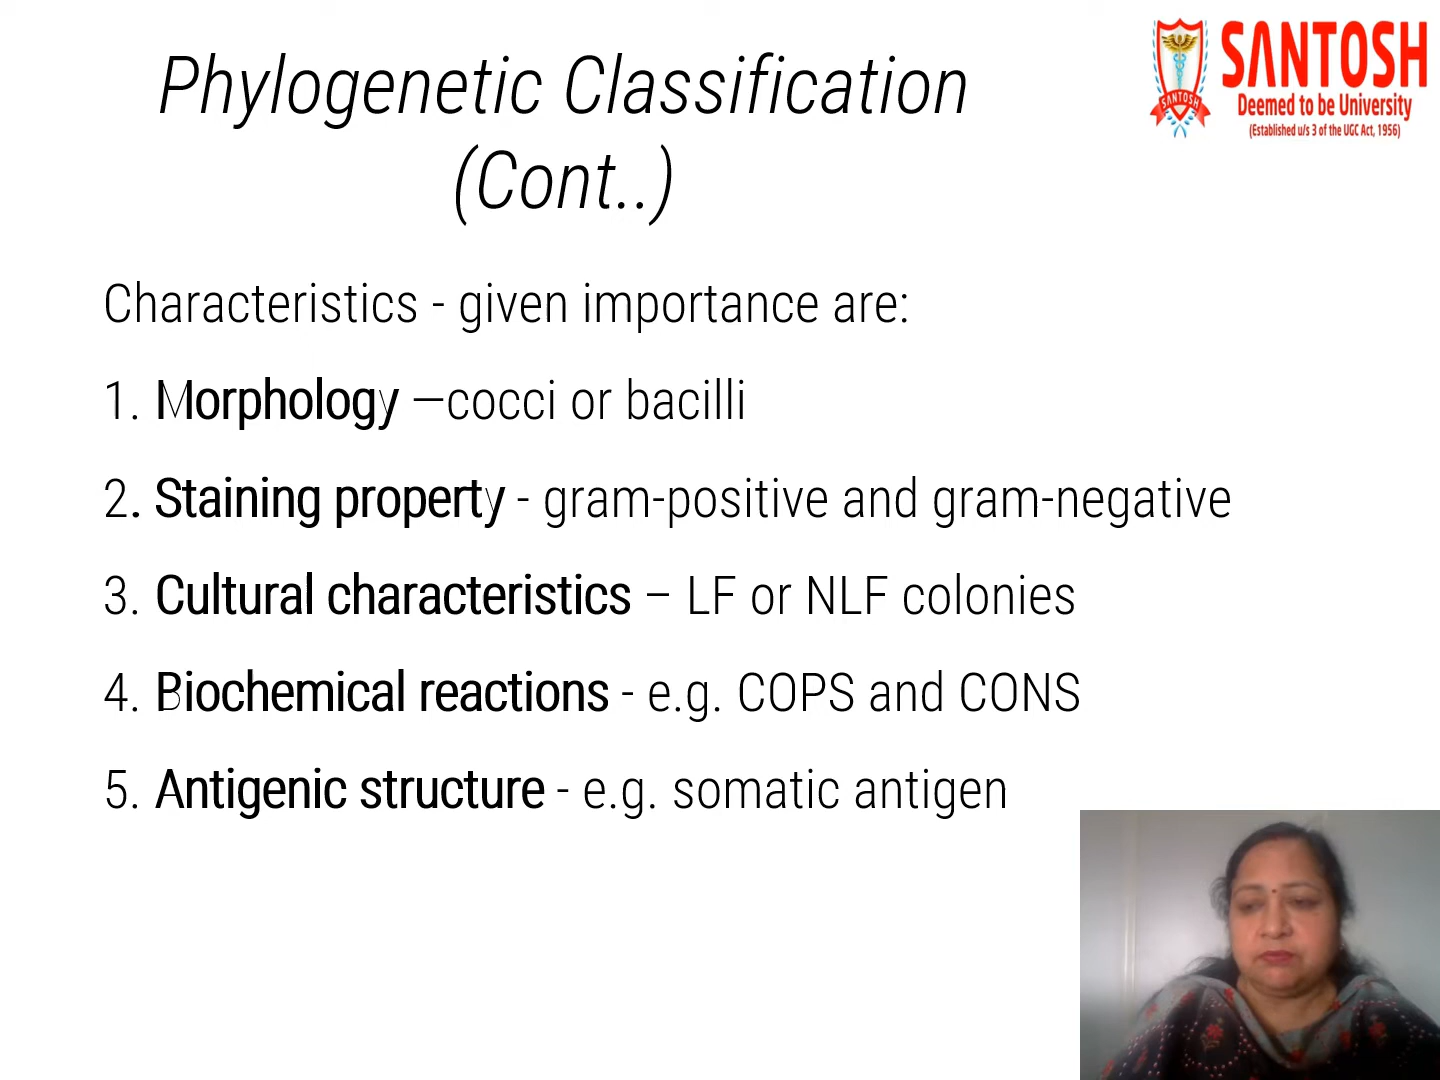 Phylogenetic Classification
(Cont..)
SANTOSH
Deemed to be University
(Established u/s 3 of the UGC Act, 1956)
SANTOSH
Characteristics - given importance are:
1. Morphology –cocci or bacilli
2. Staining property - gram-positive and gram-negative
3. Cultural characteristics – LF or NLF colonies
4. Biochemical reactions - e.g. COPS and CONS
5. Antigenic structure - e.g. somatic antigen